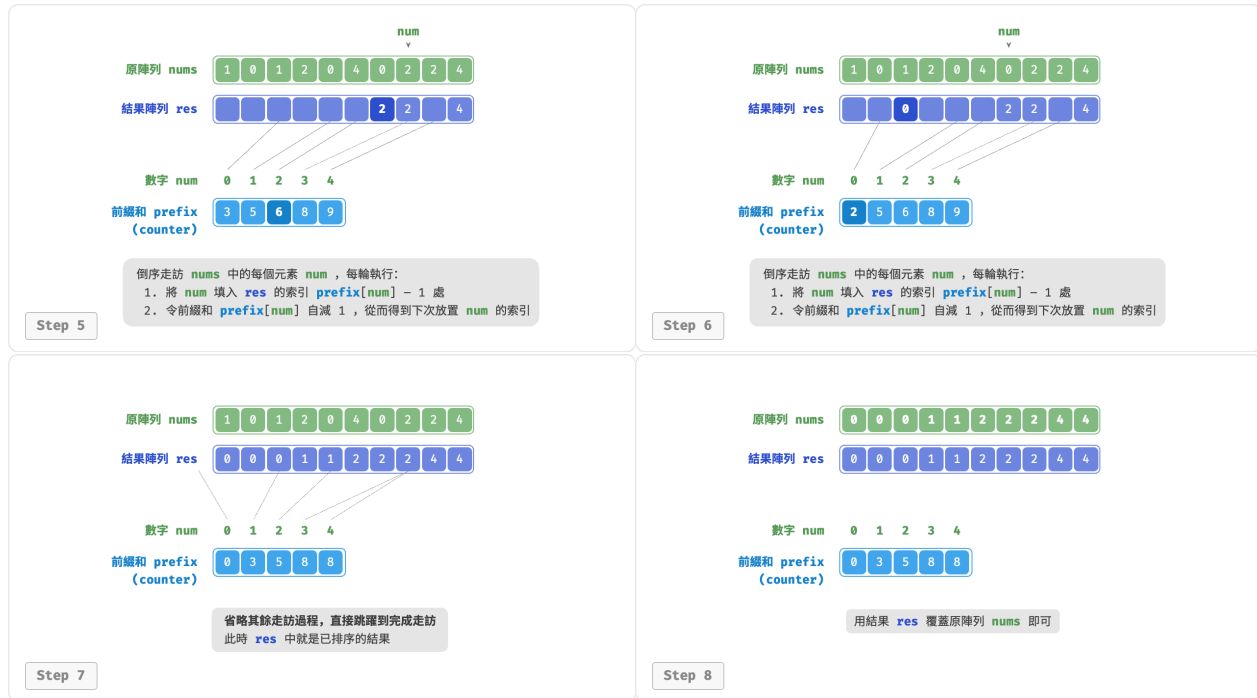 num
原陣列 nums 1 0 1 2 0 4 0 2 2 4
結果陣列 res 2 2 4
數字 num 0 1 2 3 4
前綴和 prefix 3 5 6 8 9
(counter)
倒序走訪 nums 中的每個元素 num ，每輪執行：
1. 將 num 填入 res 的索引 prefix[num] − 1 處
2. 令前綴和 prefix[num] 自減 1 ，從而得到下次放置 num 的索引
Step 5
num
原陣列 nums 1 0 1 2 0 4 0 2 2 4
結果陣列 res 0 2 2 4
數字 num 0 1 2 3 4
前綴和 prefix 2 5 6 8 9
(counter)
倒序走訪 nums 中的每個元素 num ，每輪執行：
1. 將 num 填入 res 的索引 prefix[num] − 1 處
2. 令前綴和 prefix[num] 自減 1 ，從而得到下次放置 num 的索引
Step 6
原陣列 nums 1 0 1 2 0 4 0 2 2 4
結果陣列 res 0 0 0 1 1 2 2 2 4 4
數字 num 0 1 2 3 4
前綴和 prefix 0 3 5 8 8
(counter)
省略其餘走訪過程，直接跳躍到完成走訪
此時 res 中就是已排序的結果
Step 7
原陣列 nums 0 0 0 1 1 2 2 2 4 4
結果陣列 res 0 0 0 1 1 2 2 2 4 4
數字 num 0 1 2 3 4
前綴和 prefix 0 3 5 8 8
(counter)
用結果 res 覆蓋原陣列 nums 即可
Step 8